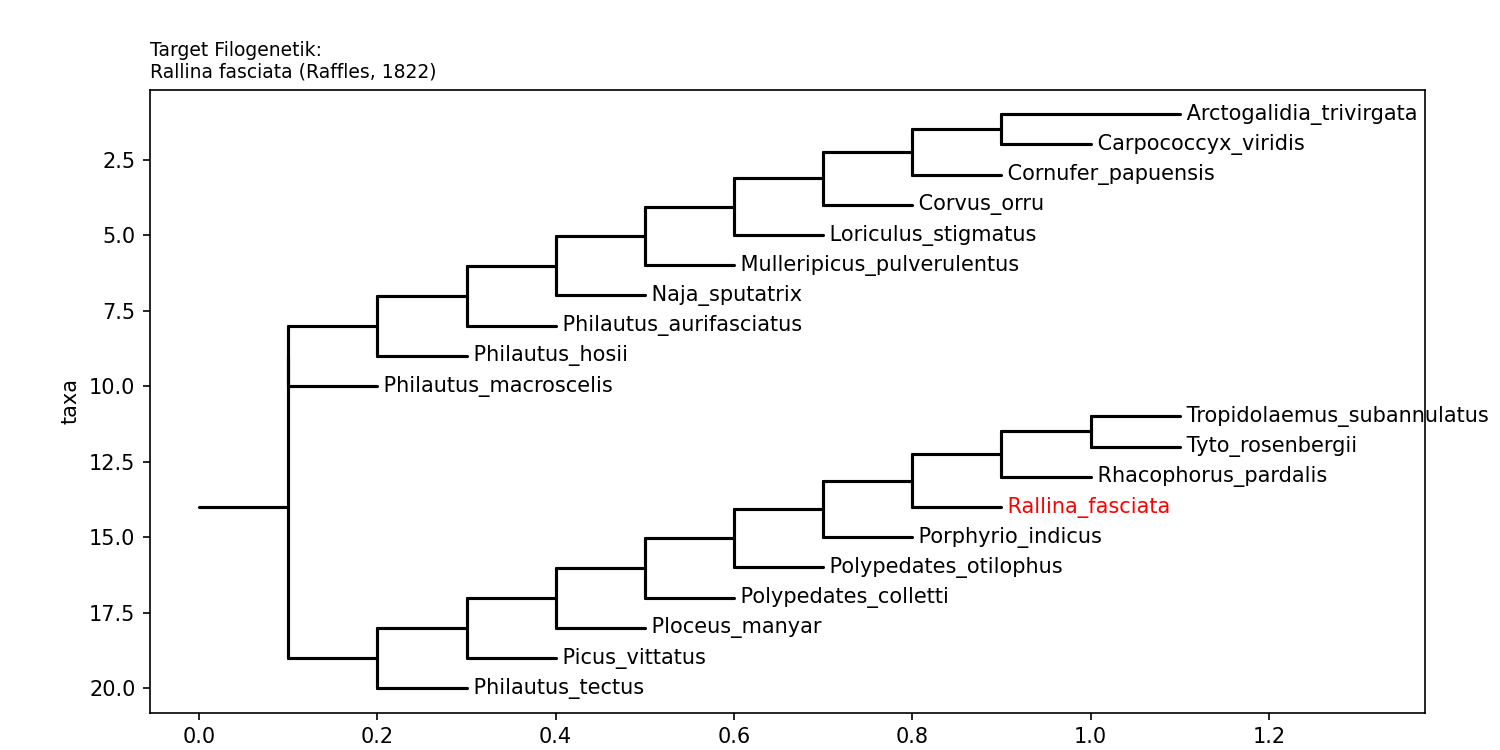 Target Filogenetik:
Rallina fasciata (Raffles, 1822)
Arctogalidia_trivirgata
Carpococcyx_viridis
2.5
Cornufer_papuensis
Corvus_orru
5.0
Loriculus_stigmatus
Mulleripicus_pulverulentus
Naja_sputatrix
7.5
Philautus_aurifasciatus
Philautus_hosii
10.0
Philautus_macroscelis
taxa
Tropidolaemus_subannulatus
Tyto_rosenbergii
12.5
Rhacophorus_pardalis
Rallina_fasciata
15.0
Porphyrio_indicus
Polypedates_otilophus
Polypedates_colletti
17.5
Ploceus_manyar
Picus_vittatus
20.0
Philautus_tectus
0.0 0.2 0.4 0.6 0.8 1.0 1.2